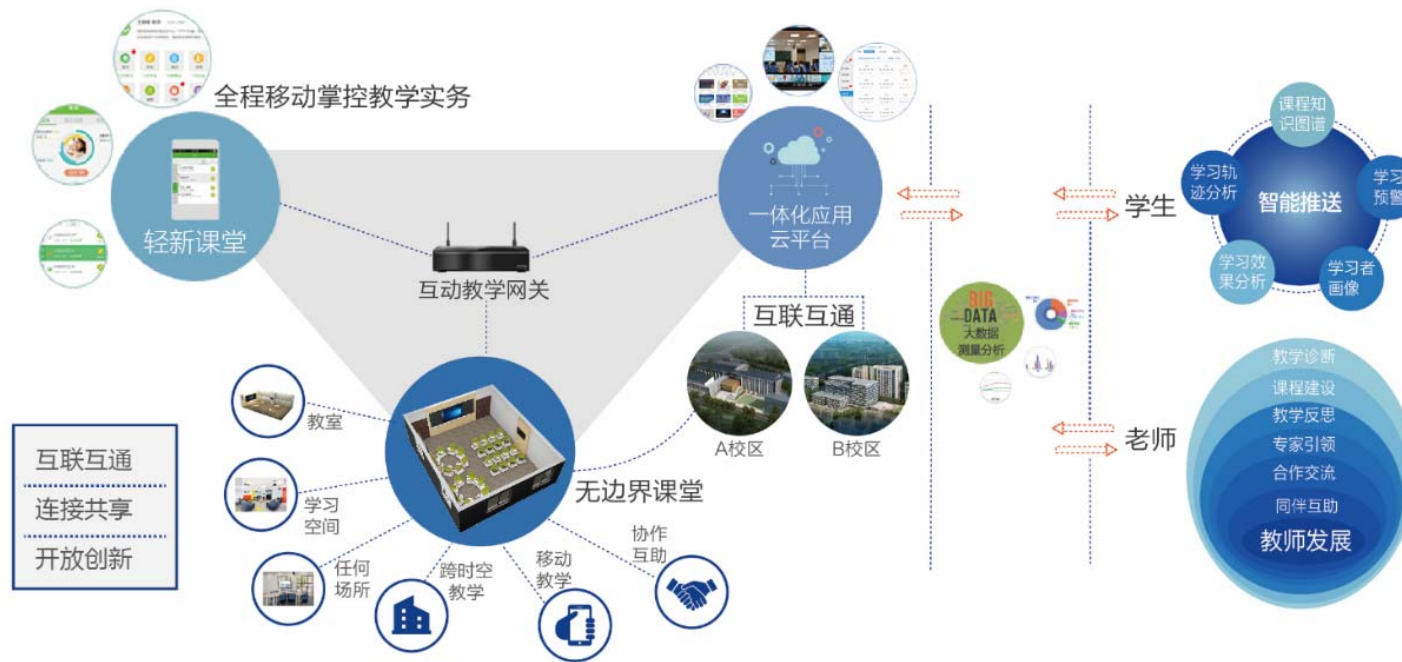 全程移动掌控教学实务
轻新课堂
互动教学网关
一体化应用
云平台
互联互通
A校区
B校区
无边界课堂
教室
学习
空间
任何
场所
跨时空
教学
移动
教学
协作
互助
互联互通
连接共享
开放创新
BIG
DATA
大数据
测量分析
学生
老师
课程知
识图谱
学习轨
迹分析
学习
预警
智能推送
学习效
果分析
学习者
画像
教学诊断
课程建设
教学反思
专家引领
合作交流
同伴互助
教师发展